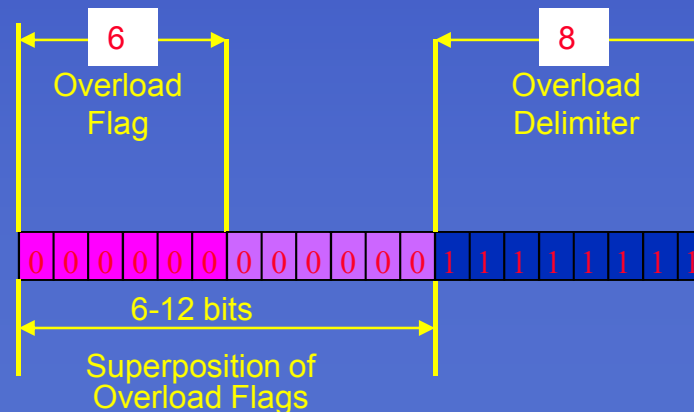 6
8
Overload
Flag
Overload
Delimiter
0 0 0 0 0 0 0 0 0 0 0 0 1 1 1 1 1 1 1 1
6-12 bits
Superposition of
Overload Flags